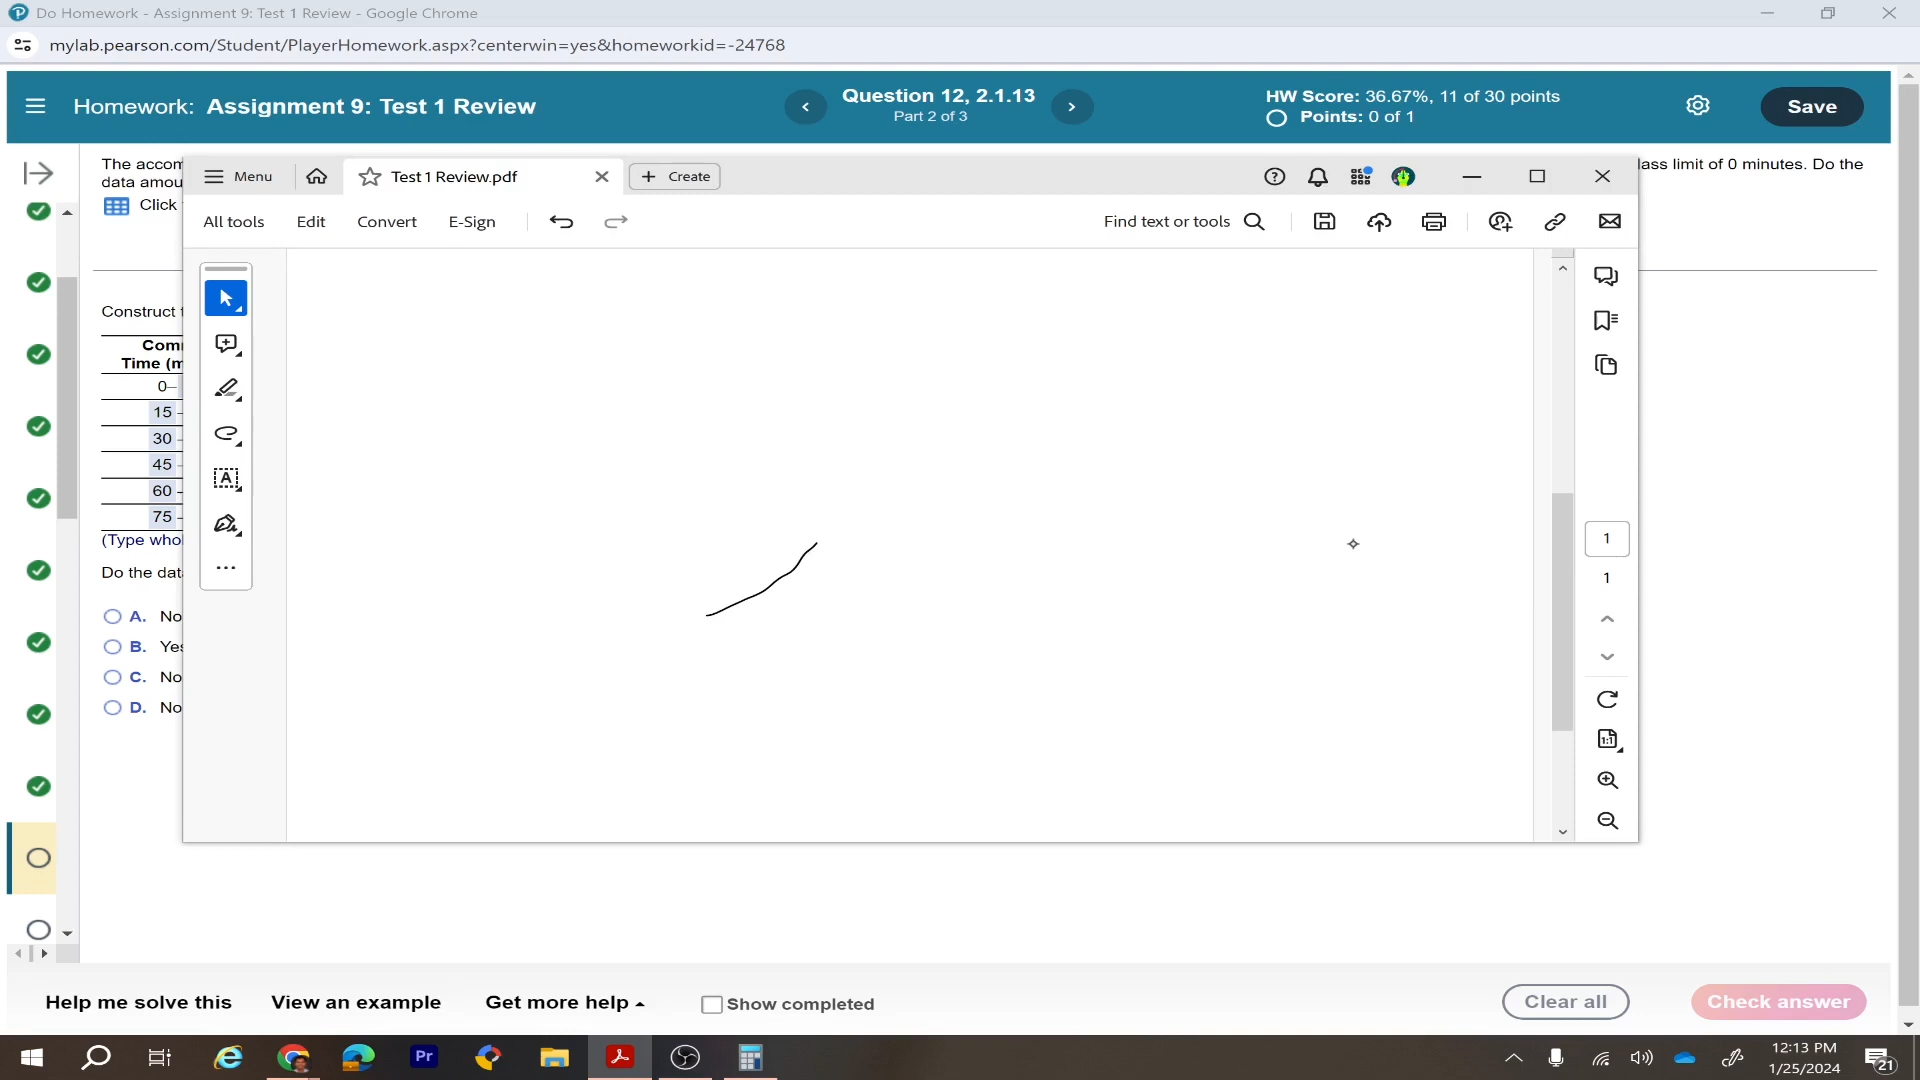 Do Homework - Assignment 9: Test 1 Review - Google Chrome
mylab.pearson.com/Student/PlayerHomework.aspx?centerwin=yes&homeworkid=-24768
Homework: Assignment 9: Test 1 Review
Question 12, 2.1.13
Part 2 of 3
HW Score: 36.67%, 11 of 30 points
Points: 0 of 1
Save
The accom
lass limit of 0 minutes. Do the
data amou
Click
Menu
Test 1 Review.pdf
Create
All tools
Edit
Convert
E-Sign
Find text or tools
Construct
Com
Time (m
0–
15 –
30 –
45 –
60 –
75 –
(Type whol
Do the dat
A. No
B. Yes
C. No
D. No
1
1
1:1
Help me solve this
View an example
Get more help
Show completed
Clear all
Check answer
Pr
12:13 PM
1/25/2024
21